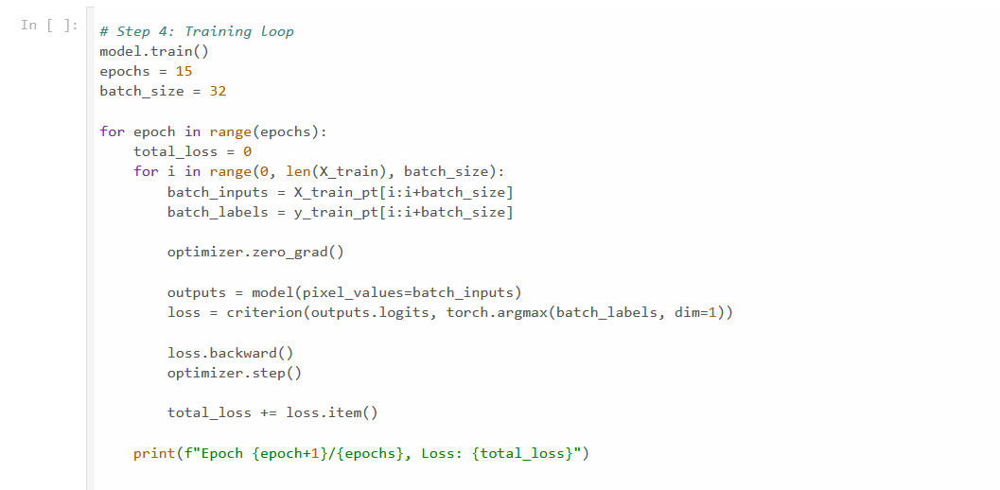 In [ ]:
# Step 4: Training loop
model.train()
epochs = 15
batch_size = 32
for epoch in range(epochs):
    total_loss = 0
    for i in range(0, len(X_train), batch_size):
        batch_inputs = X_train_pt[i:i+batch_size]
        batch_labels = y_train_pt[i:i+batch_size]
        optimizer.zero_grad()
        outputs = model(pixel_values=batch_inputs)
        loss = criterion(outputs.logits, torch.argmax(batch_labels, dim=1))
        loss.backward()
        optimizer.step()
        total_loss += loss.item()
    print(f"Epoch {epoch+1}/{epochs}, Loss: {total_loss}")